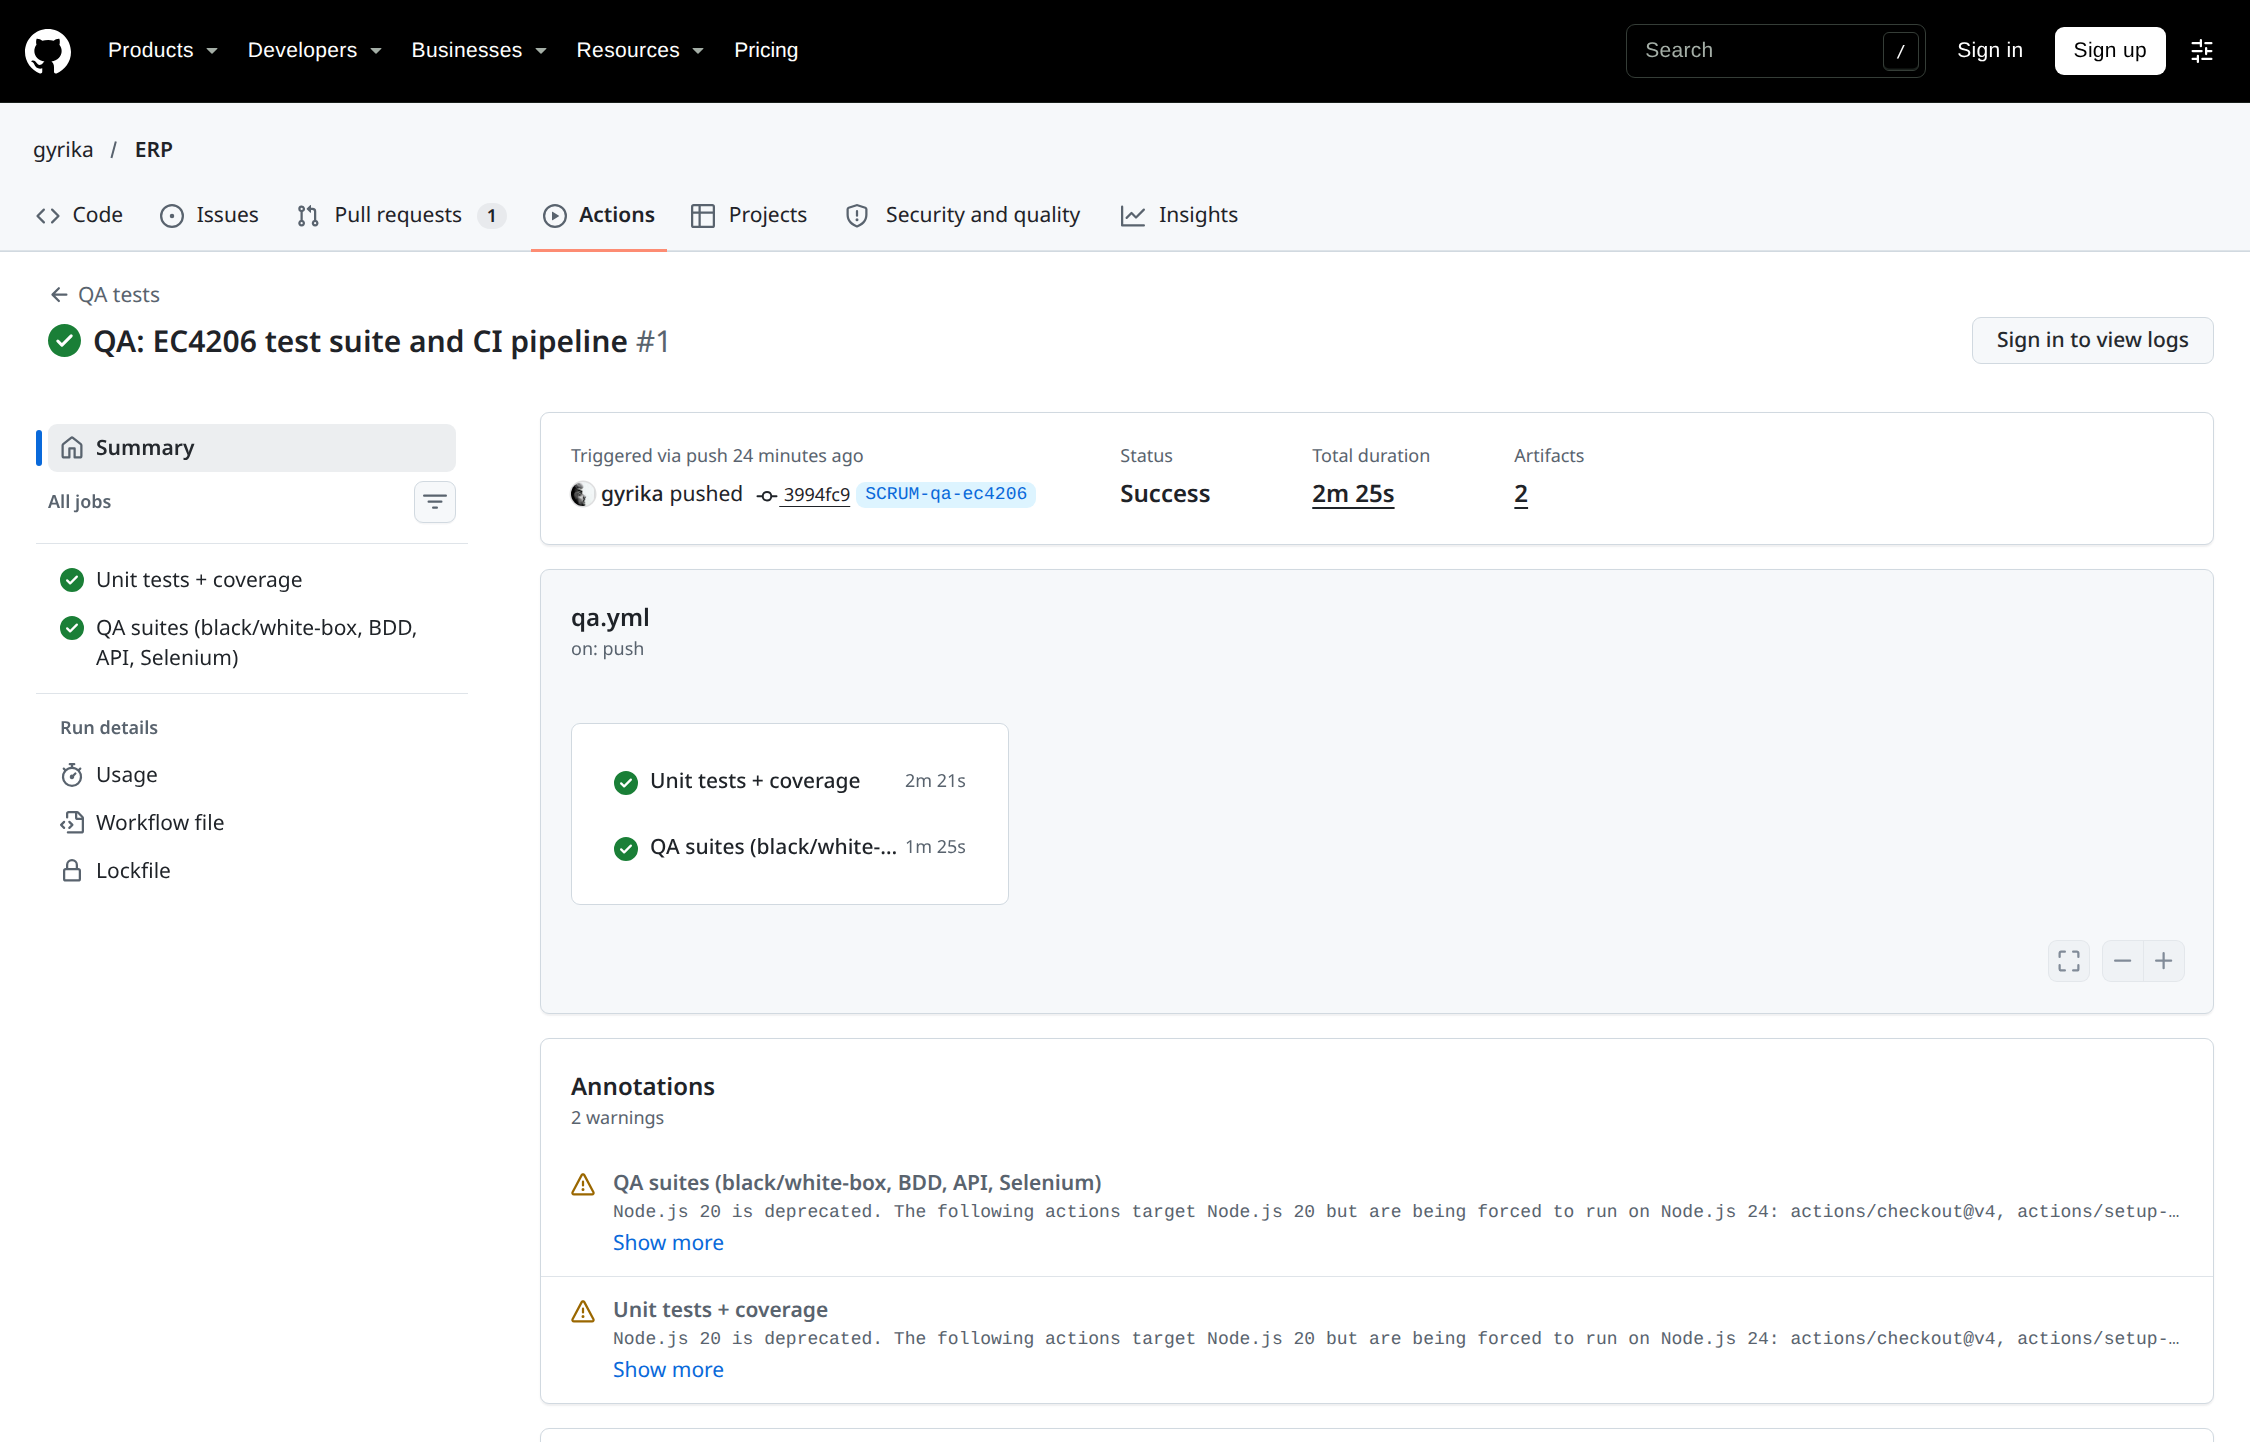 Products Developers Businesses Resources Pricing Search / Sign in Sign up
gyrika / ERP
Code Issues Pull requests 1 Actions Projects Security and quality Insights
QA tests
QA: EC4206 test suite and CI pipeline #1
Sign in to view logs
Summary
All jobs
Unit tests + coverage
QA suites (black/white-box, BDD,
API, Selenium)
Run details
Usage
Workflow file
Lockfile
Triggered via push 24 minutes ago
gyrika pushed 3994fc9 SCRUM-qa-ec4206
Status
Success
Total duration
2m 25s
Artifacts
2
qa.yml
on: push
Unit tests + coverage 2m 21s
QA suites (black/white-... 1m 25s
Annotations
2 warnings
QA suites (black/white-box, BDD, API, Selenium)
Node.js 20 is deprecated. The following actions target Node.js 20 but are being forced to run on Node.js 24: actions/checkout@v4, actions/setup-…
Show more
Unit tests + coverage
Node.js 20 is deprecated. The following actions target Node.js 20 but are being forced to run on Node.js 24: actions/checkout@v4, actions/setup-…
Show more